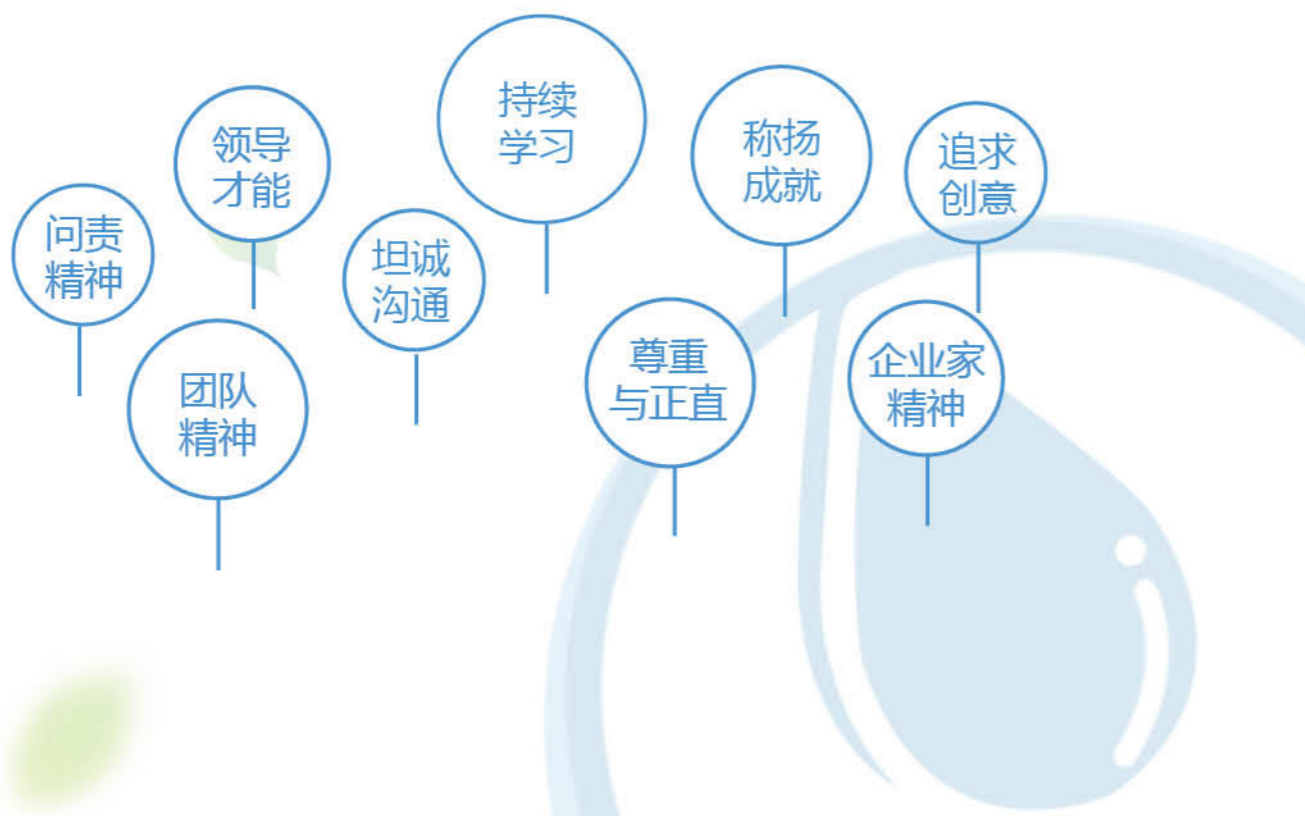 持续
学习
领导
才能
称扬
成就
追求
创意
问责
精神
坦诚
沟通
团队
精神
尊重
与正直
企业家
精神